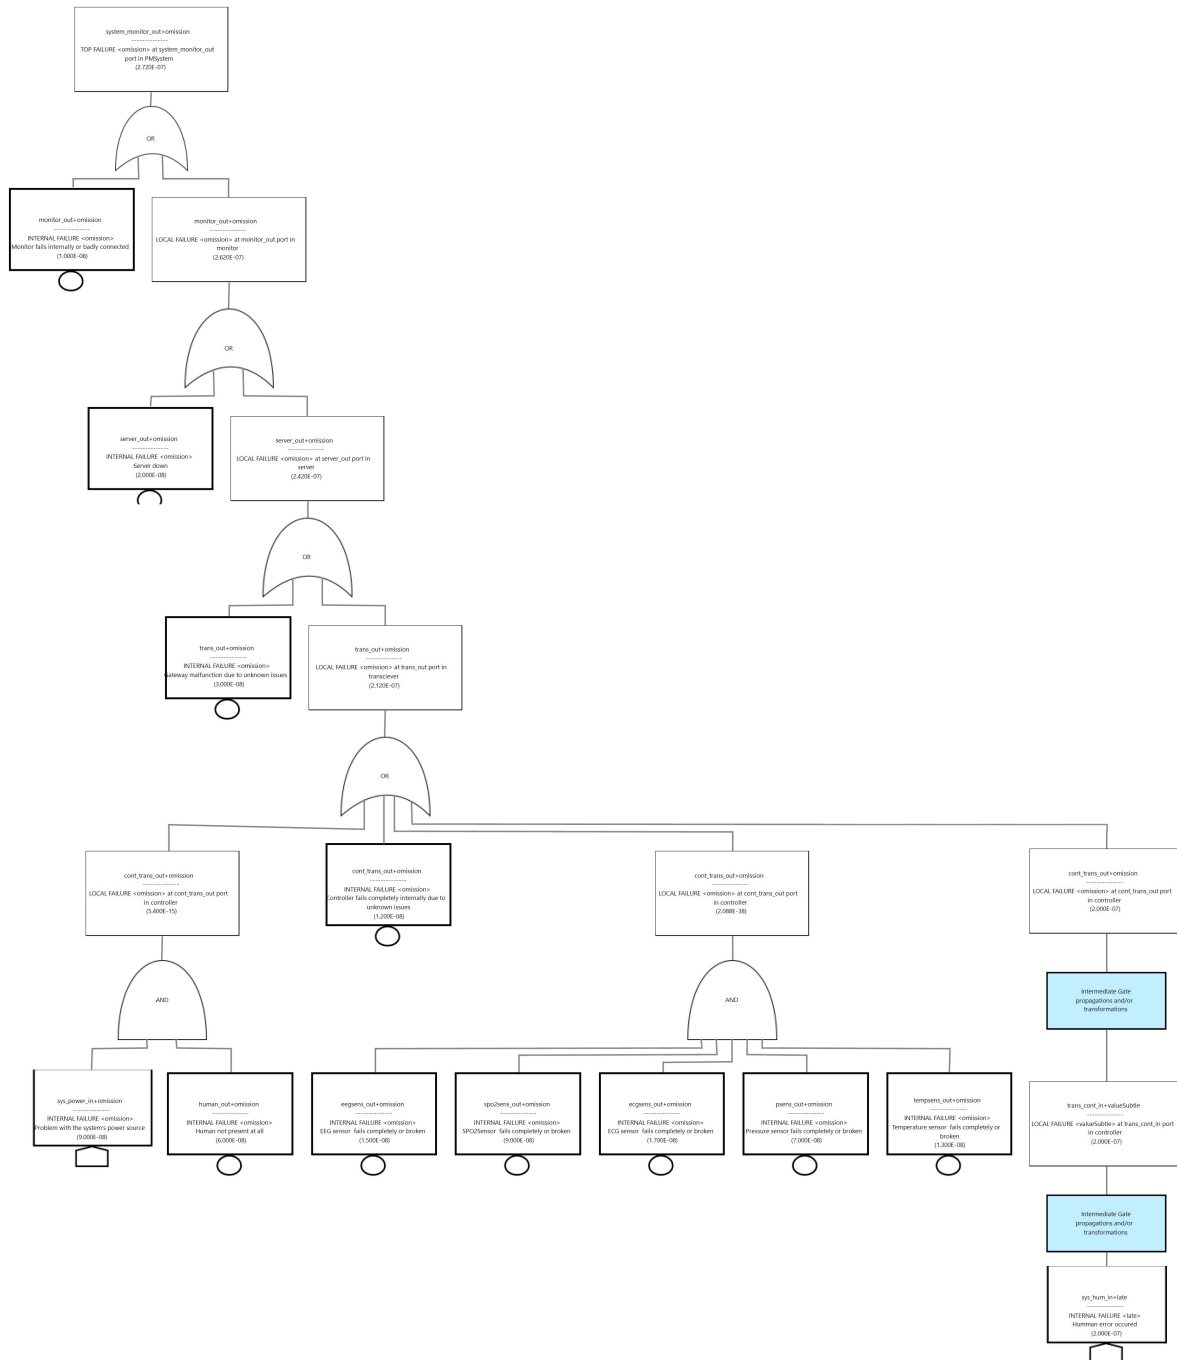 system_monitor_out+omission
---------------
TOP FAILURE <omission> at system_monitor_out
port in PMSystem
(2.720E-07)
OR
monitor_out+omission
---------------
INTERNAL FAILURE <omission>
Monitor fails internally or badly connected
(1.000E-08)
monitor_out+omission
---------------
LOCAL FAILURE <omission> at monitor_out port in
monitor
(2.620E-07)
OR
server_out+omission
---------------
INTERNAL FAILURE <omission>
Server down
(2.000E-08)
server_out+omission
---------------
LOCAL FAILURE <omission> at server_out port in
server
(2.420E-07)
OR
trans_out+omission
---------------
INTERNAL FAILURE <omission>
Gateway malfunction due to unknown issues
(3.000E-08)
trans_out+omission
---------------
LOCAL FAILURE <omission> at trans_out port in
transciever
(2.120E-07)
OR
cont_trans_out+omission
---------------
LOCAL FAILURE <omission> at cont_trans_out port
in controller
(5.400E-15)
cont_trans_out+omission
---------------
INTERNAL FAILURE <omission>
Controller fails completely internally due to
unknown issues
(1.200E-08)
cont_trans_out+omission
---------------
LOCAL FAILURE <omission> at cont_trans_out port
in controller
(2.088E-38)
cont_trans_out+omission
---------------
LOCAL FAILURE <omission> at cont_trans_out port
in controller
(2.000E-07)
AND
AND
Intermediate Gate
propagations and/or
transformations
sys_power_in+omission
---------------
INTERNAL FAILURE <omission>
Problem with the system's power source
(9.000E-08)
human_out+omission
---------------
INTERNAL FAILURE <omission>
Human not present at all
(6.000E-08)
eegsens_out+omission
---------------
INTERNAL FAILURE <omission>
EEG sensor fails completely or broken
(1.500E-08)
spo2sens_out+omission
---------------
INTERNAL FAILURE <omission>
SPO2Sensor fails completely or broken
(9.000E-08)
ecgsens_out+omission
---------------
INTERNAL FAILURE <omission>
ECG sensor fails completely or broken
(1.700E-08)
psens_out+omission
---------------
INTERNAL FAILURE <omission>
Pressure sensor fails completely or broken
(7.000E-08)
tempsens_out+omission
---------------
INTERNAL FAILURE <omission>
Temperature sensor fails completely or
broken
(1.300E-08)
trans_cont_in+valueSubtle
---------------
LOCAL FAILURE <valueSubtle> at trans_cont_in port
in controller
(2.000E-07)
Intermediate Gate
propagations and/or
transformations
sys_hum_in+late
---------------
INTERNAL FAILURE <late>
Humman error occured
(2.000E-07)